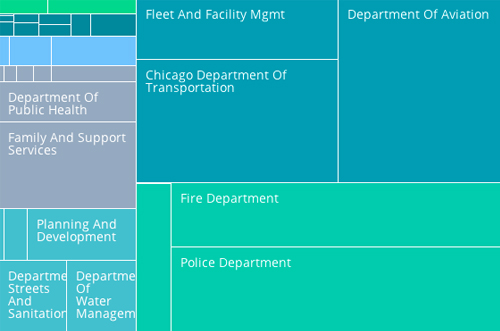 Fleet And Facility Mgmt
Department Of Aviation
Chicago Department Of
Transportation
Department Of
Public Health
Family And Support
Services
Fire Department
Planning And
Development
Police Department
Departme
Streets
And
Sanitation
Departme
Of
Water
Managem